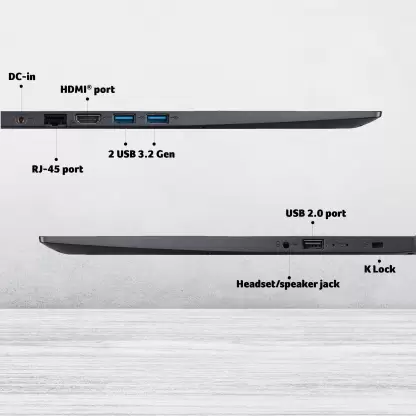 DC-in
HDMI® port
2 USB 3.2 Gen
RJ-45 port
USB 2.0 port
K Lock
Headset/speaker jack